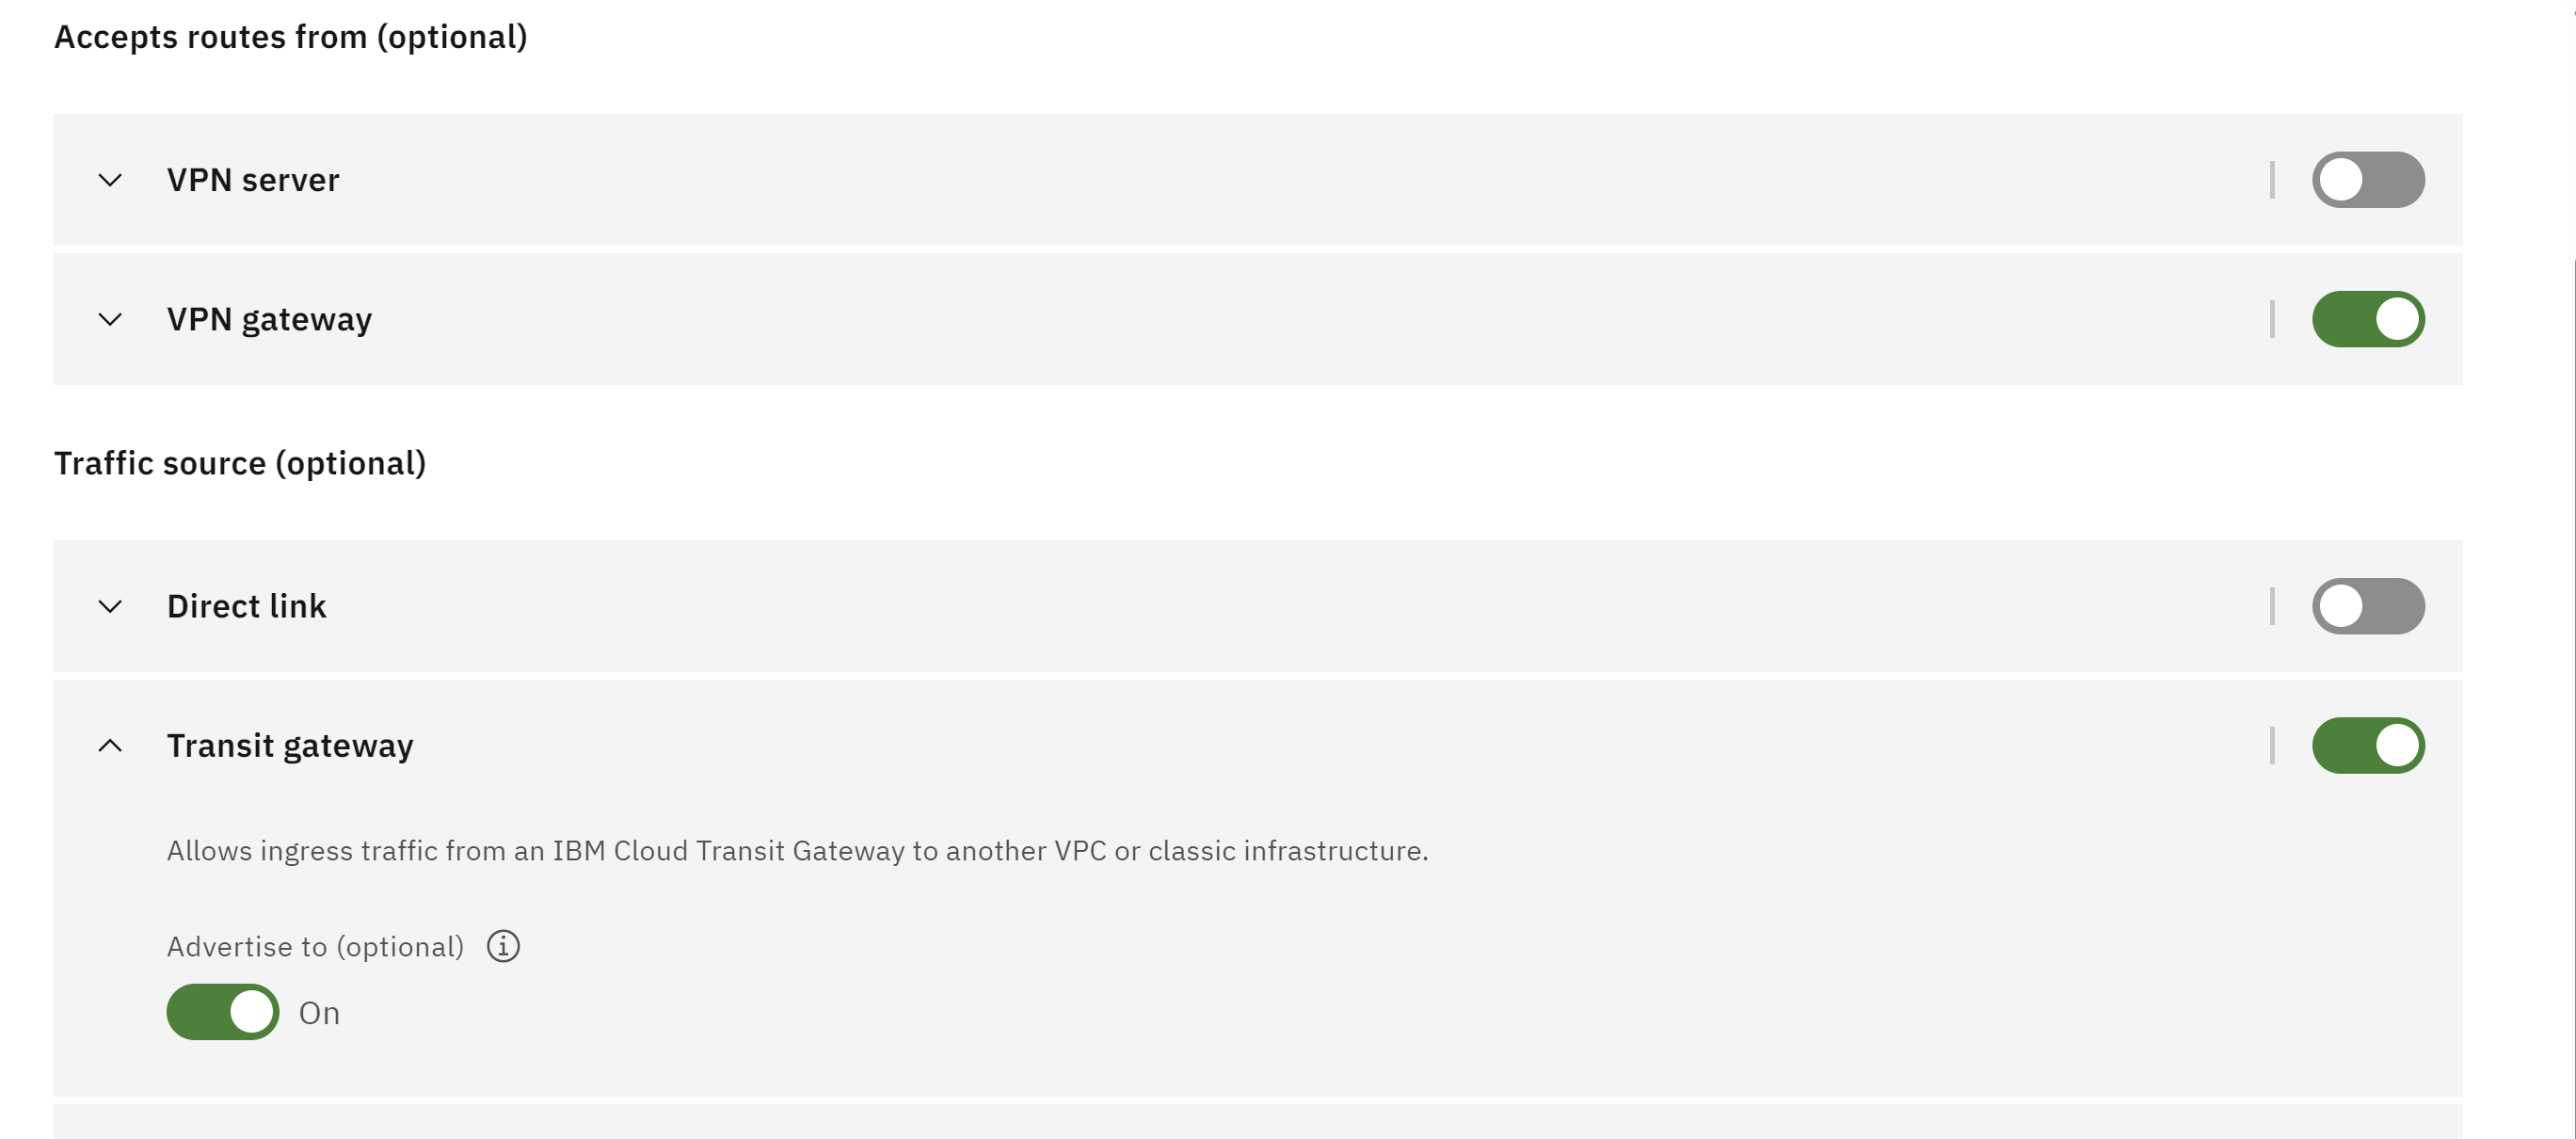 Accepts routes from (optional)
VPN server
VPN gateway
Traffic source (optional)
Direct link
Transit gateway
Allows ingress traffic from an IBM Cloud Transit Gateway to another VPC or classic infrastructure.
Advertise to (optional)
On